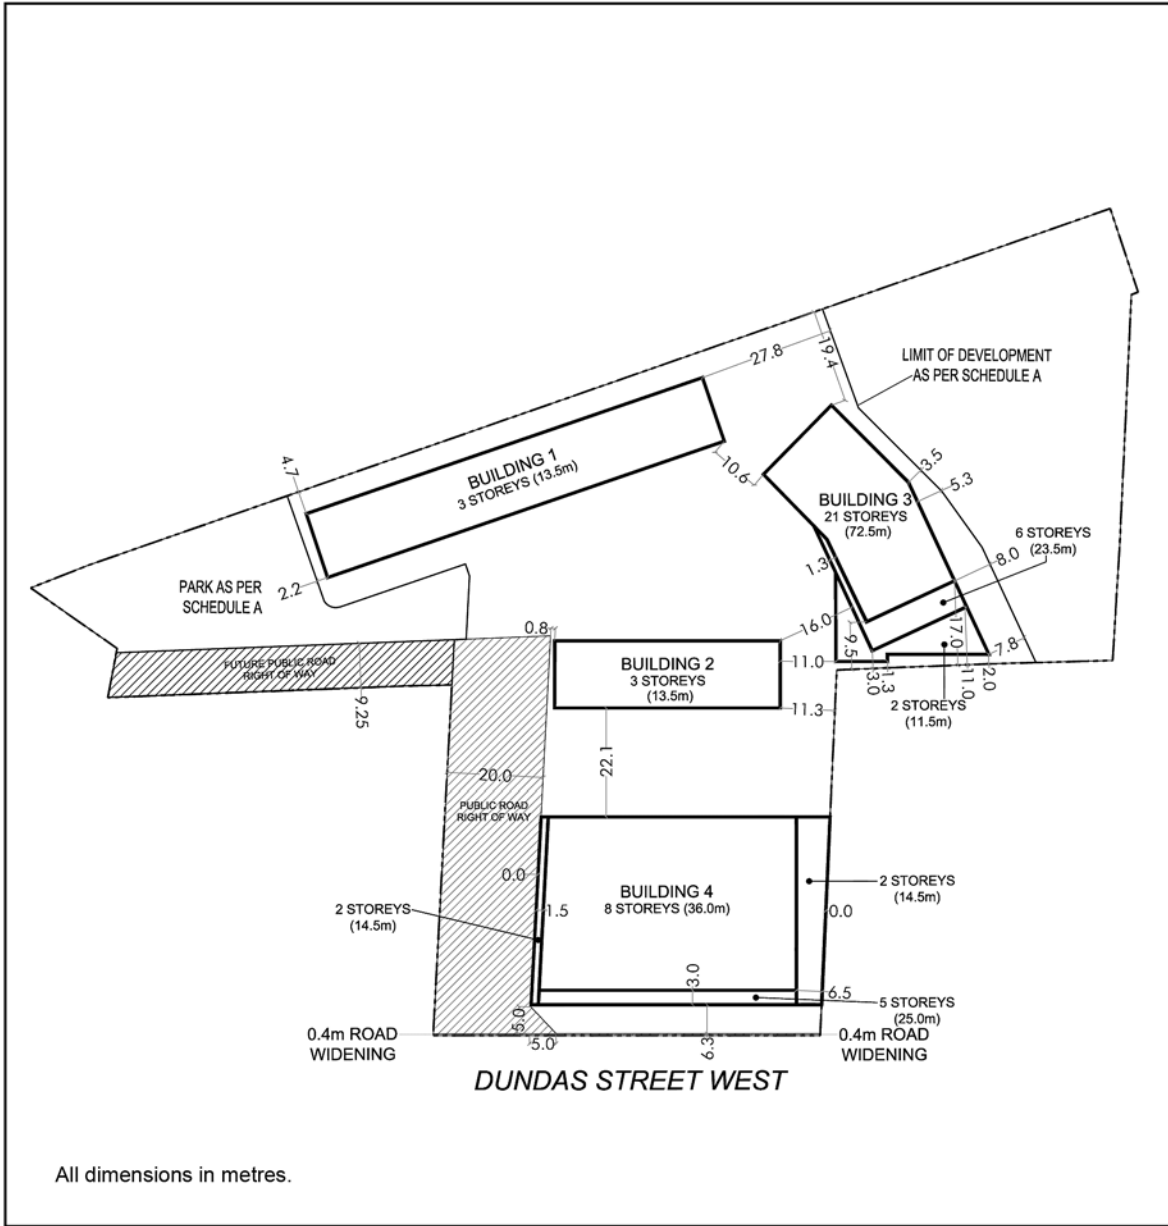 27.8
19.4
LIMIT OF DEVELOPMENT
AS PER SCHEDULE A
4.7
BUILDING 1
3 STOREYS (13.5m)
10.6
3.5
5.3
BUILDING 3
21 STOREYS
(72.5m)
6 STOREYS
(23.5m)
1.3
8.0
2.2
PARK AS PER
SCHEDULE A
0.8
16.0
9.5
17.0
7.8
FUTURE PUBLIC ROAD
RIGHT OF WAY
9.25
BUILDING 2
3 STOREYS
(13.5m)
11.0
3.0
1.3
11.0
2.0
11.3
2 STOREYS
(11.5m)
22.1
20.0
PUBLIC ROAD
RIGHT OF WAY
0.0
BUILDING 4
8 STOREYS (36.0m)
2 STOREYS
(14.5m)
2 STOREYS
(14.5m)
1.5
0.0
3.0
6.5
5 STOREYS
(25.0m)
5.0
5.0
6.3
0.4m ROAD
WIDENING
0.4m ROAD
WIDENING
DUNDAS STREET WEST
All dimensions in metres.